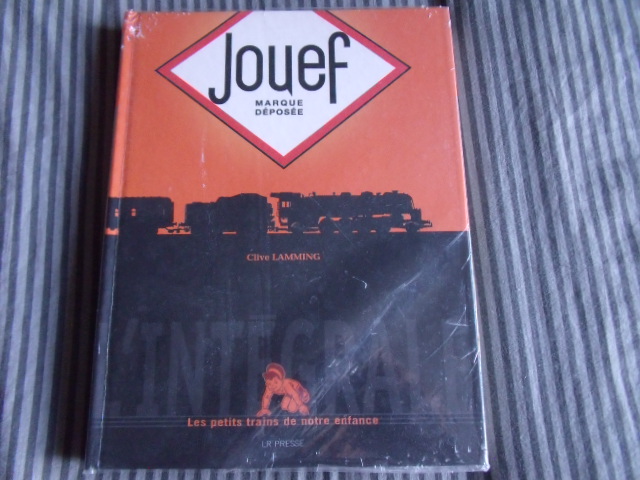 Jouef
MARQUE
DÉPOSÉE
Clive LAMMING
L'INTÉGRALE
Les petits trains de notre enfance
LR PRESSE